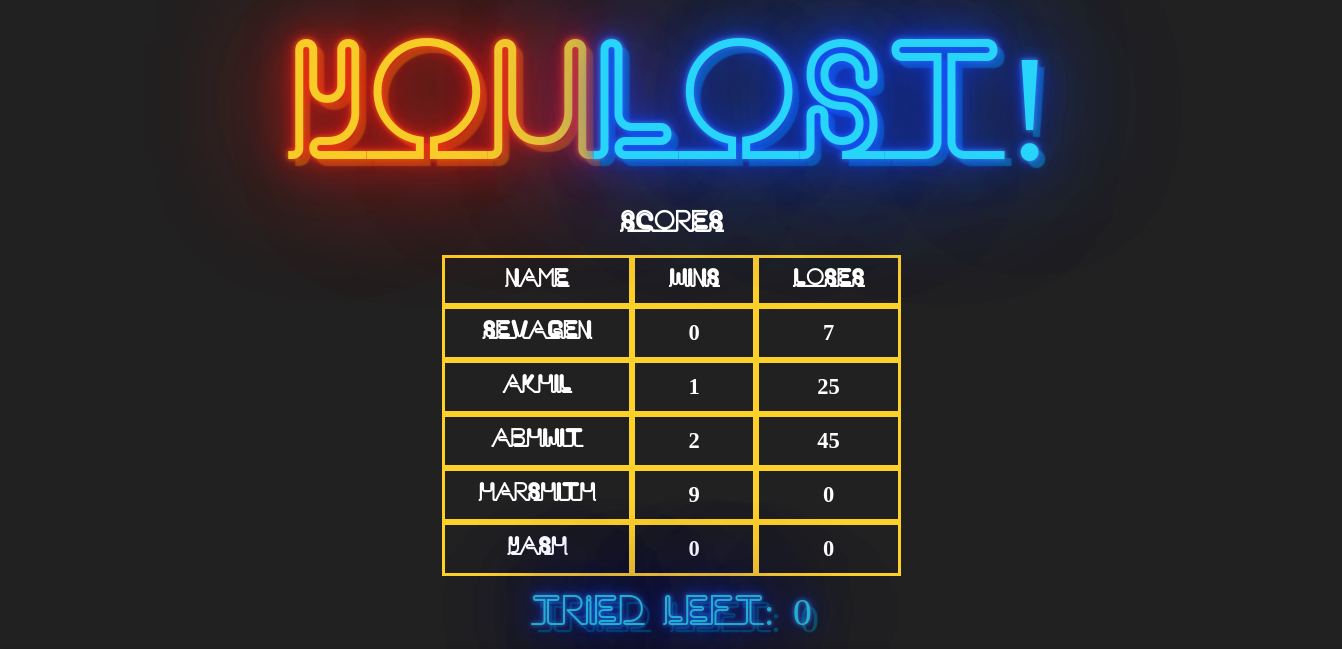 YOU LOST!
SCORES
NAME WINS LOSES
SEVAGEN 0 7
AKHIL 1 25
ABHIJIT 2 45
HARSHITH 9 0
YASH 0 0
TRIED LEFT: 0